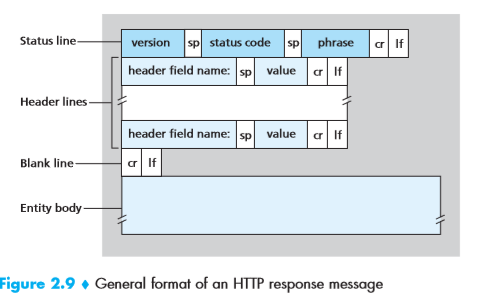 Status line version sp status code sp phrase cr lf
header field name: sp value cr lf
Header lines
header field name: sp value cr lf
Blank line cr lf
Entity body
Figure 2.9 ♦ General format of an HTTP response message